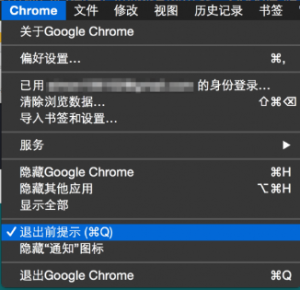 Chrome 文件 修改 视图 历史记录 书签
关于Google Chrome
偏好设置... ⌘,
已用 的身份登录...
清除浏览数据... ⇧⌘⌫
导入书签和设置...
服务 ▶
隐藏Google Chrome ⌘H
隐藏其他应用 ⌥⌘H
显示全部
✓ 退出前提示 (⌘Q)
隐藏“通知”图标
退出Google Chrome ⌘Q